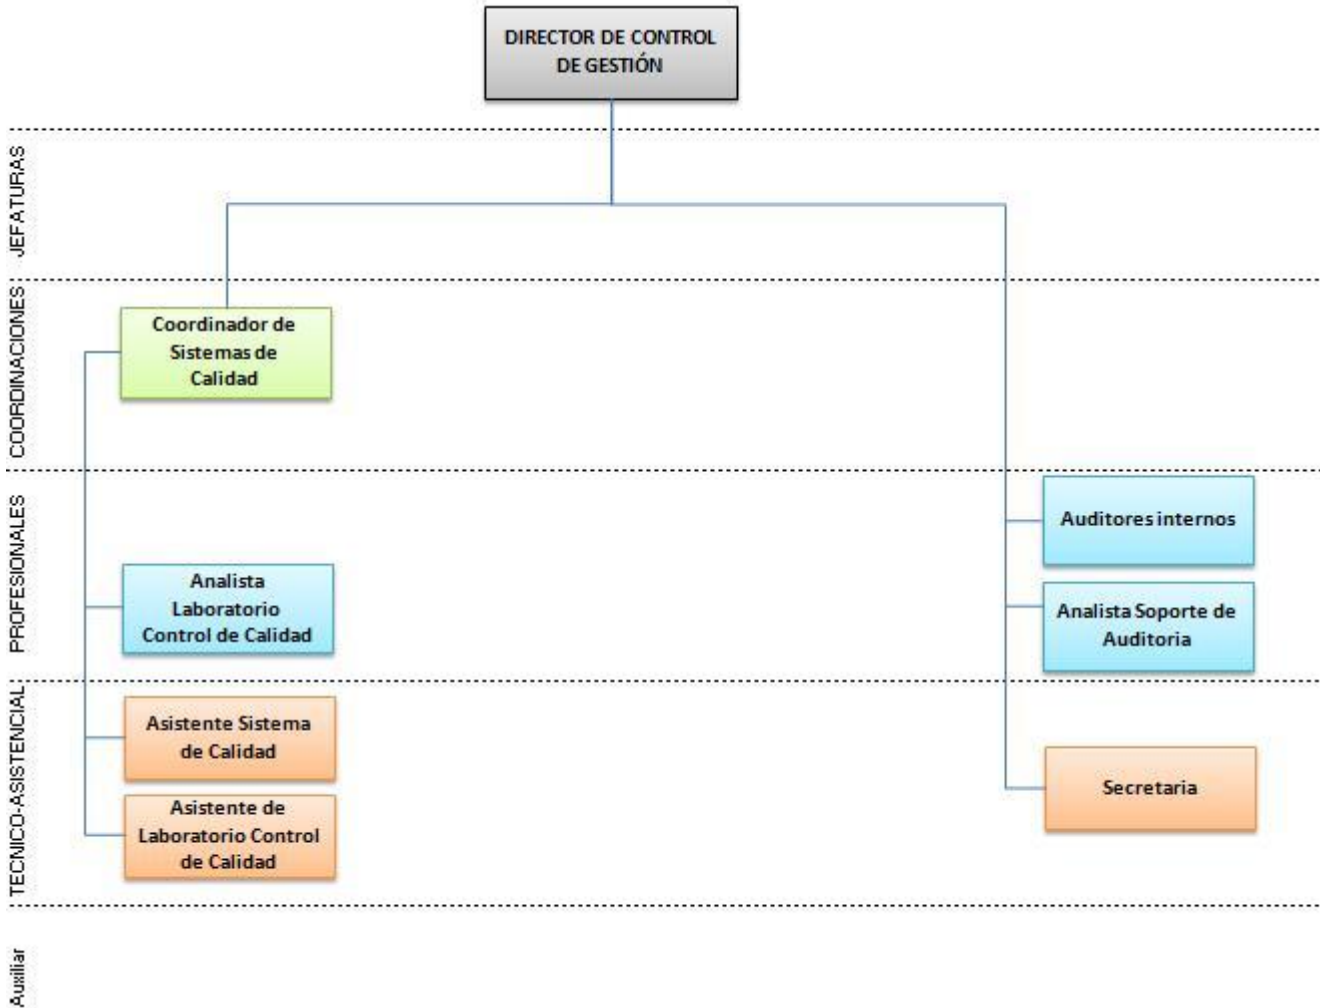 DIRECTOR DE CONTROL
DE GESTIÓN
JEFATURAS
COORDINACIONES
Coordinador de
Sistemas de
Calidad
PROFESIONALES
Auditores internos
Analista
Laboratorio
Control de Calidad
Analista Soporte de
Auditoria
TECNICO-ASISTENCIAL
Asistente Sistema
de Calidad
Asistente de
Laboratorio Control
de Calidad
Secretaria
Auxiliar